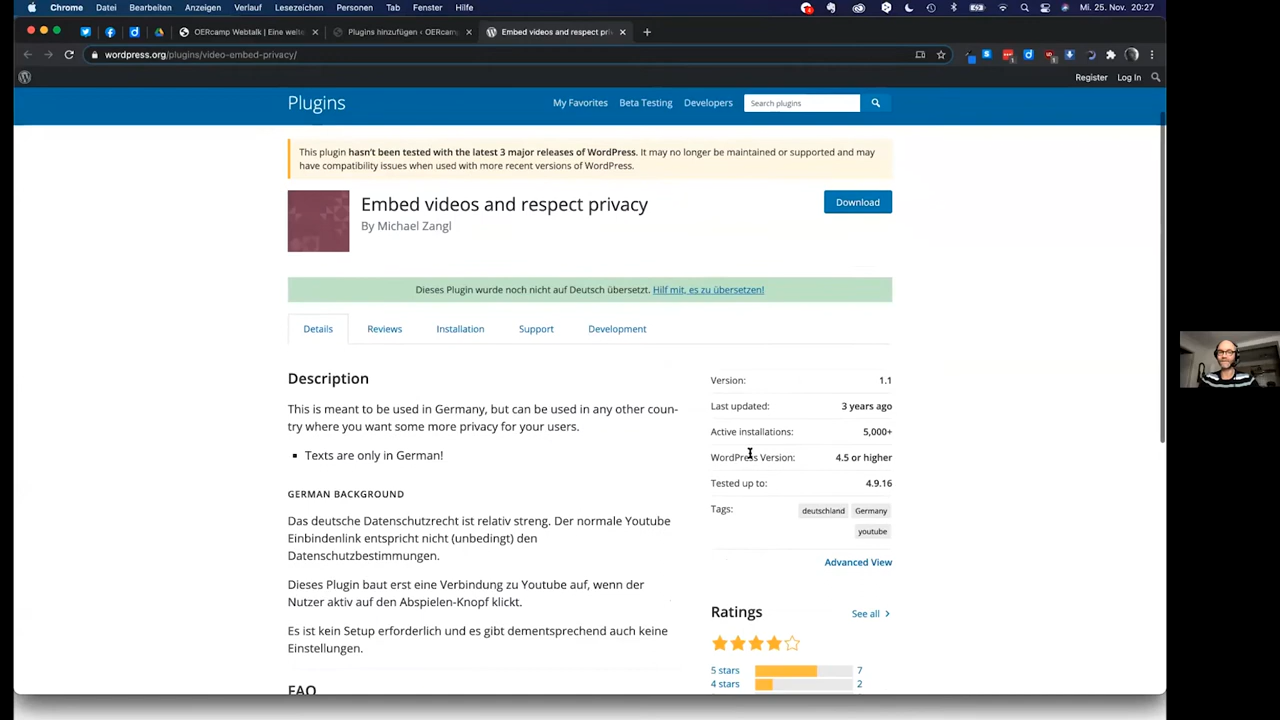 Chrome Datei Bearbeiten Anzeigen Verlauf Lesezeichen Personen Tab Fenster Hilfe Mi. 25. Nov. 20:27
OERcamp Webtalk | Eine weite
Plugins hinzufügen ‹ OERcamp
Embed videos and respect pri
wordpress.org/plugins/video-embed-privacy/
Register Log In
Plugins My Favorites Beta Testing Developers Search plugins
This plugin hasn't been tested with the latest 3 major releases of WordPress. It may no longer be maintained or supported and may
have compatibility issues when used with more recent versions of WordPress.
Embed videos and respect privacy
By Michael Zangl
Download
Dieses Plugin wurde noch nicht auf Deutsch übersetzt. Hilf mit, es zu übersetzen!
Details Reviews Installation Support Development
Description
This is meant to be used in Germany, but can be used in any other coun-
try where you want some more privacy for your users.
Texts are only in German!
GERMAN BACKGROUND
Das deutsche Datenschutzrecht ist relativ streng. Der normale Youtube
Einbindenlink entspricht nicht (unbedingt) den
Datenschutzbestimmungen.
Dieses Plugin baut erst eine Verbindung zu Youtube auf, wenn der
Nutzer aktiv auf den Abspielen-Knopf klickt.
Es ist kein Setup erforderlich und es gibt dementsprechend auch keine
Einstellungen.
FAQ
Version: 1.1
Last updated: 3 years ago
Active installations: 5,000+
WordPress Version: 4.5 or higher
Tested up to: 4.9.16
Tags: deutschland Germany
youtube
Advanced View
Ratings See all
5 stars 7
4 stars 2